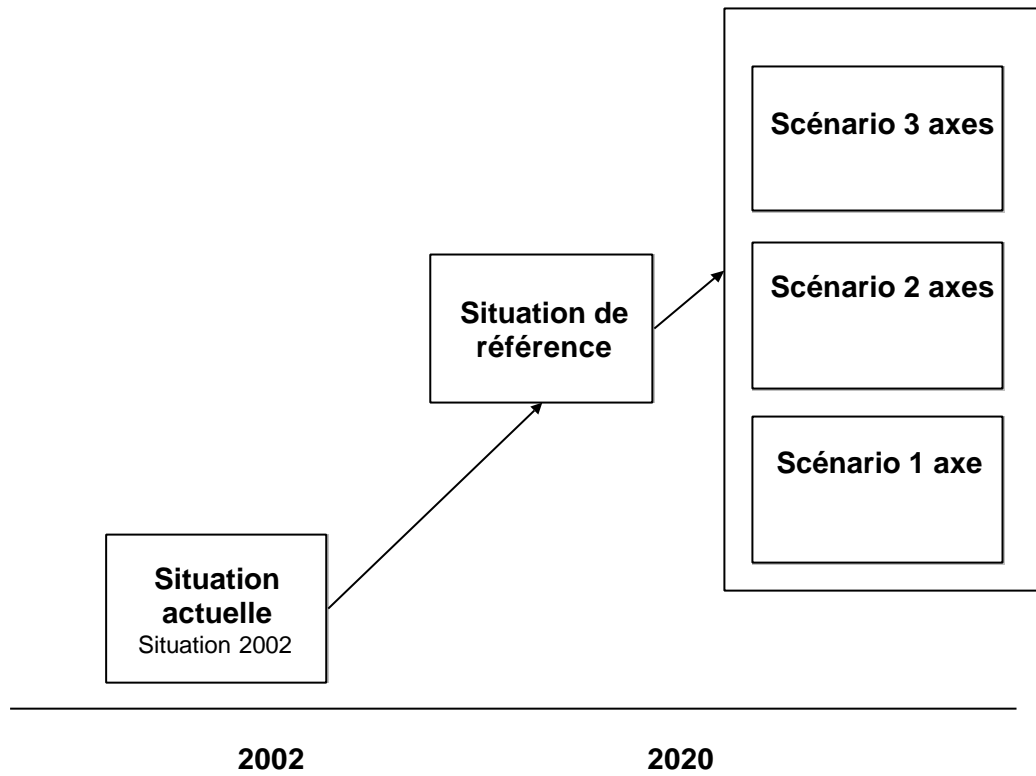 Scénario 3 axes
Situation de
référence
Scénario 2 axes
Scénario 1 axe
Situation
actuelle
Situation 2002
2002
2020